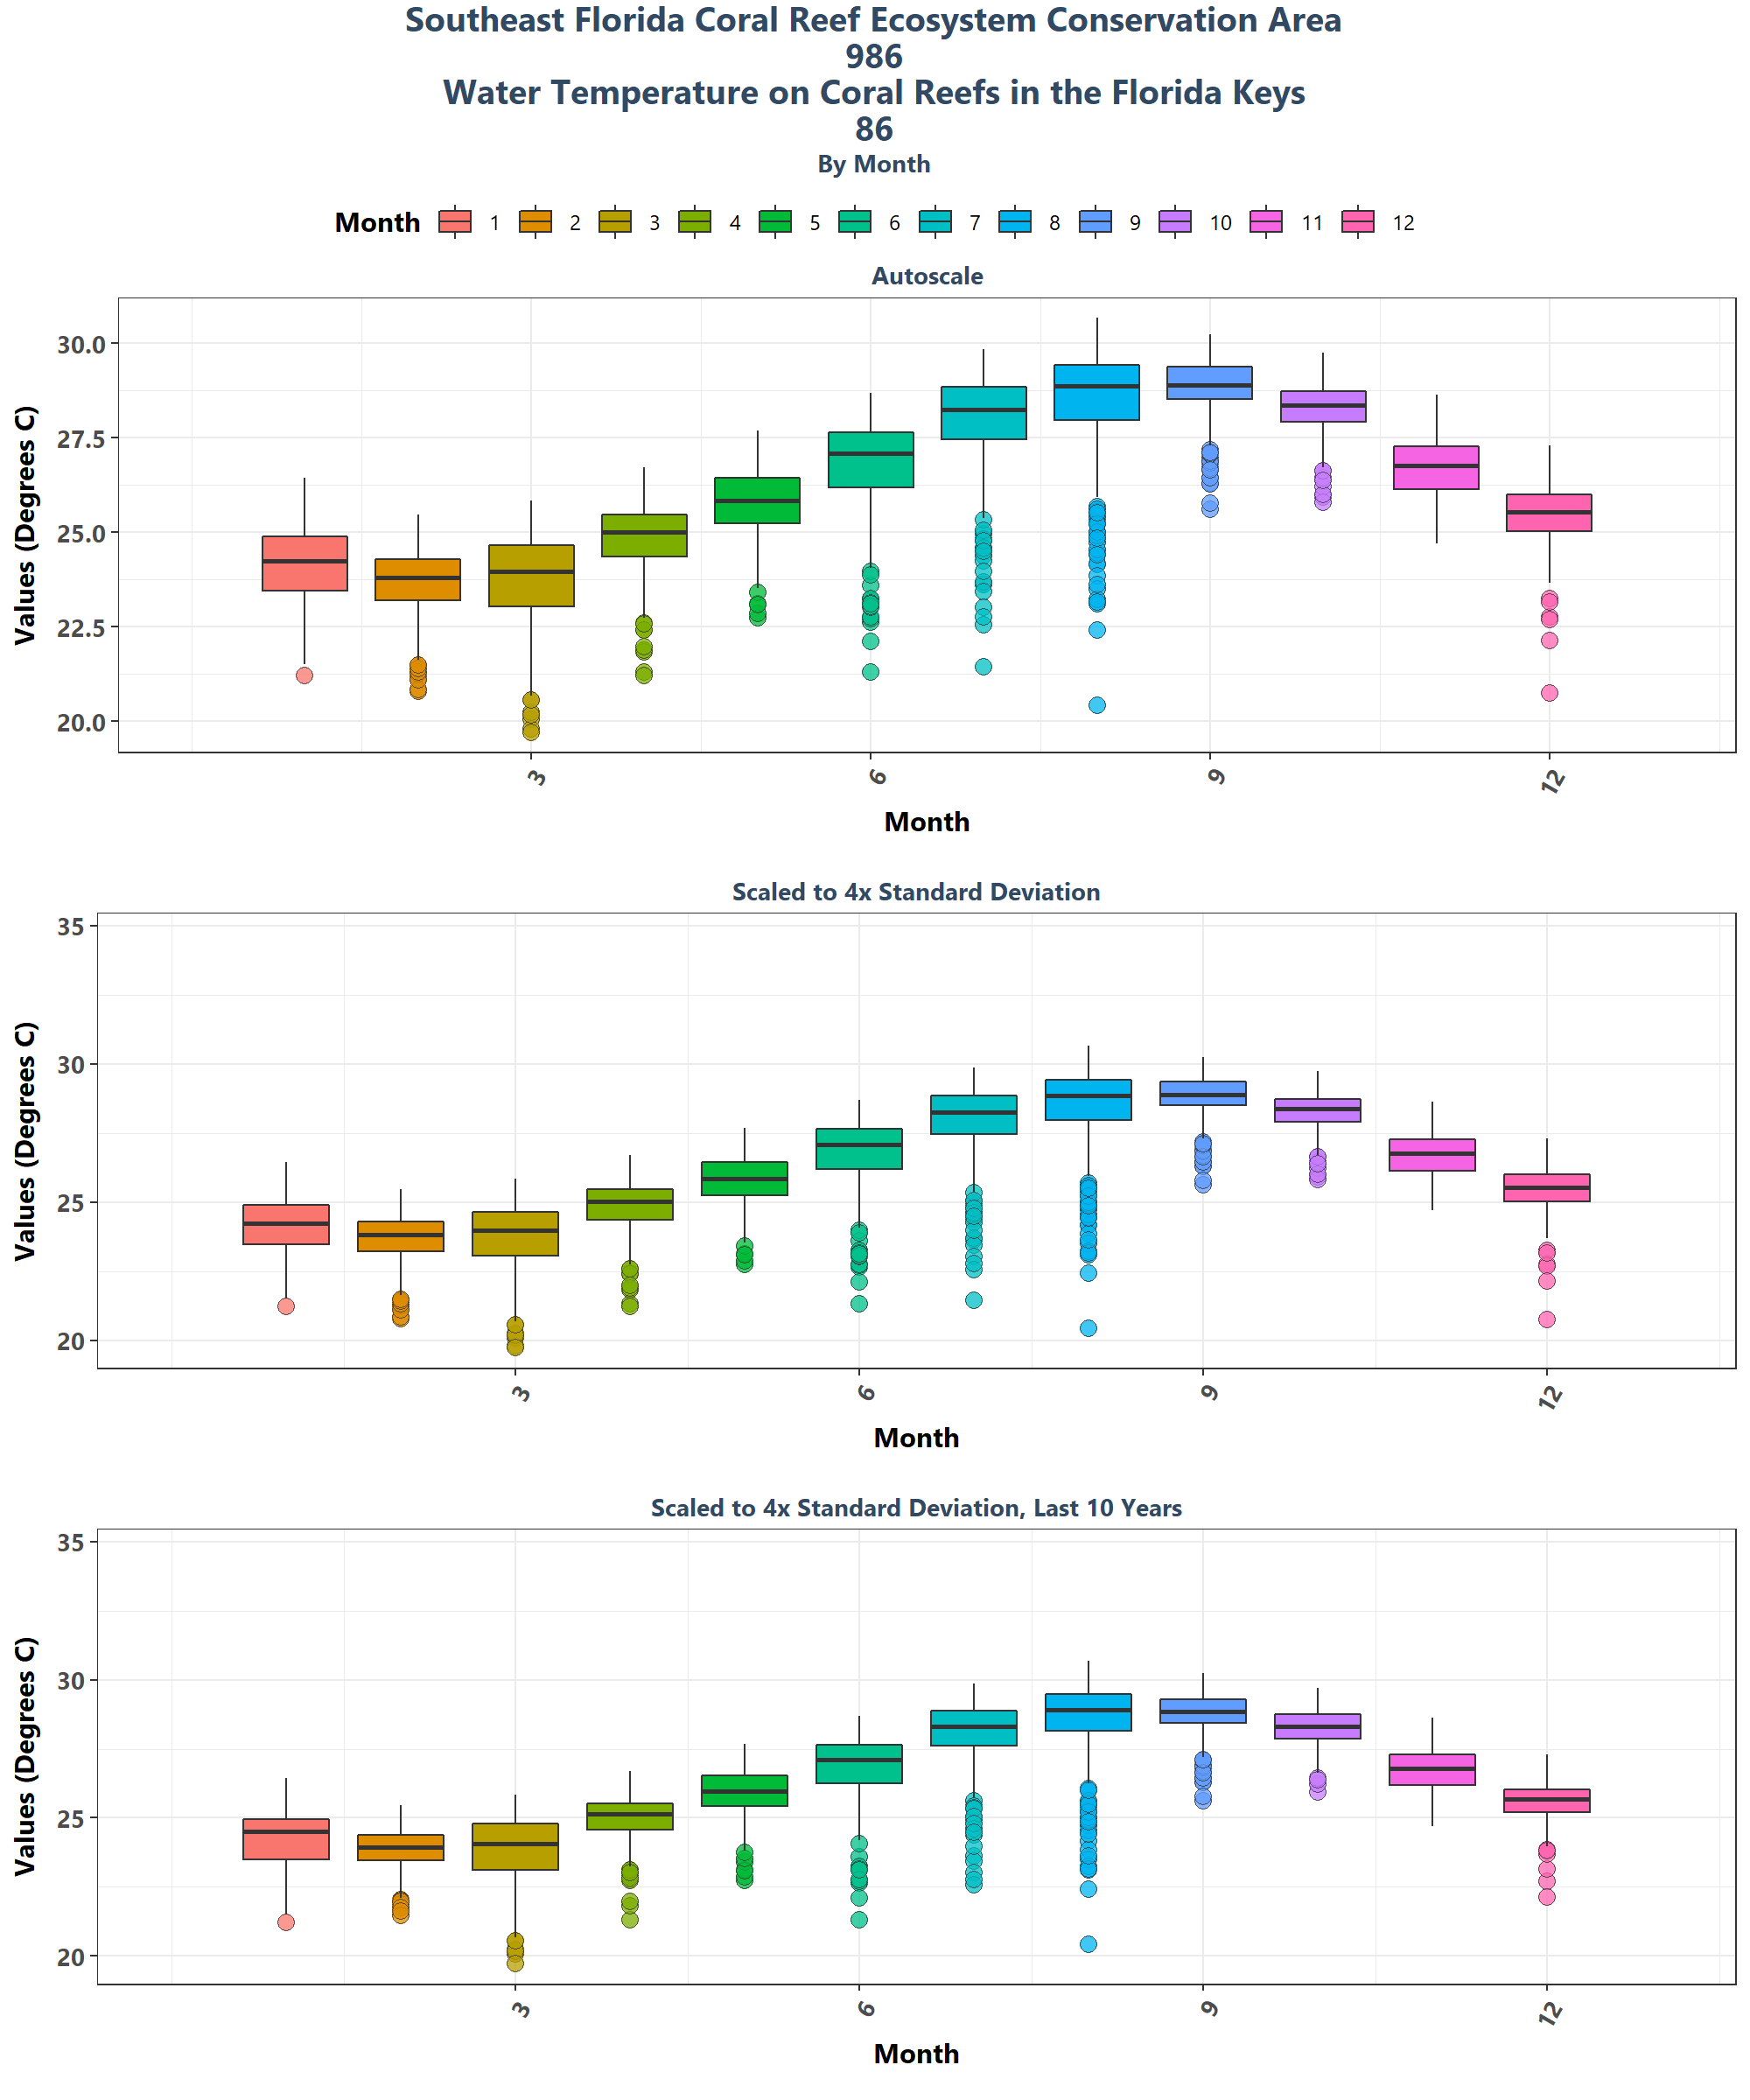 Southeast Florida Coral Reef Ecosystem Conservation Area
986
Water Temperature on Coral Reefs in the Florida Keys
86
By Month
Month 1 2 3 4 5 6 7 8 9 10 11 12
Autoscale
Values (Degrees C)
30.0
27.5
25.0
22.5
20.0
3 6 9 12
Month
Scaled to 4x Standard Deviation
Values (Degrees C)
35
30
25
20
3 6 9 12
Month
Scaled to 4x Standard Deviation, Last 10 Years
Values (Degrees C)
35
30
25
20
3 6 9 12
Month